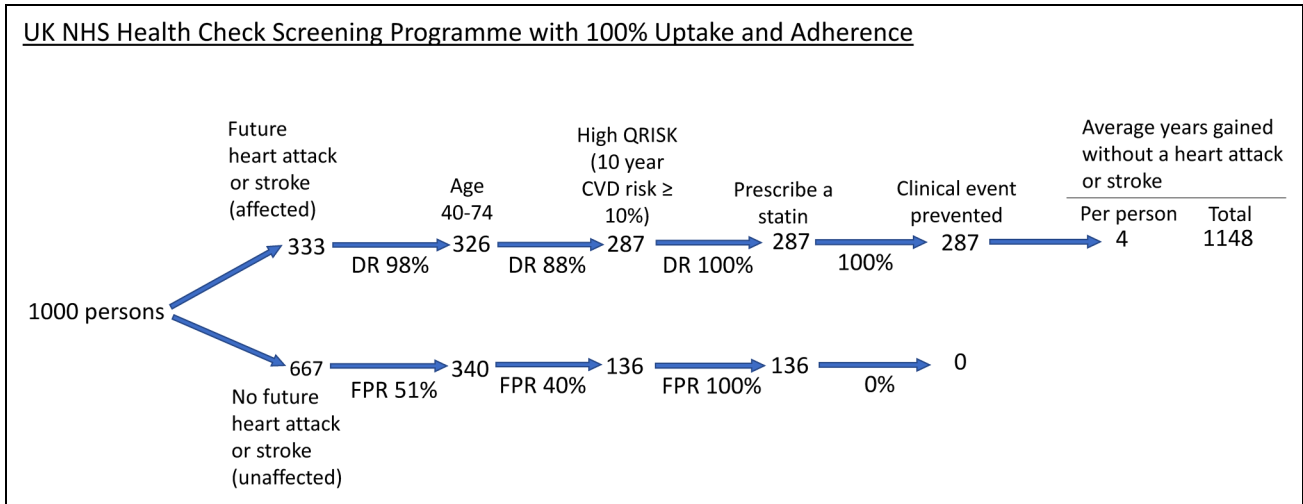 UK NHS Health Check Screening Programme with 100% Uptake and Adherence
Future
heart attack
or stroke
(affected)
Age
40-74
High QRISK
(10 year
CVD risk ≥
10%)
Prescribe a
statin
Clinical event
prevented
Average years gained
without a heart attack
or stroke
Per person Total
333 326 287 287 287 4 1148
DR 98% DR 88% DR 100% 100%
1000 persons
667 340 136 136 0
FPR 51% FPR 40% FPR 100% 0%
No future
heart attack
or stroke
(unaffected)